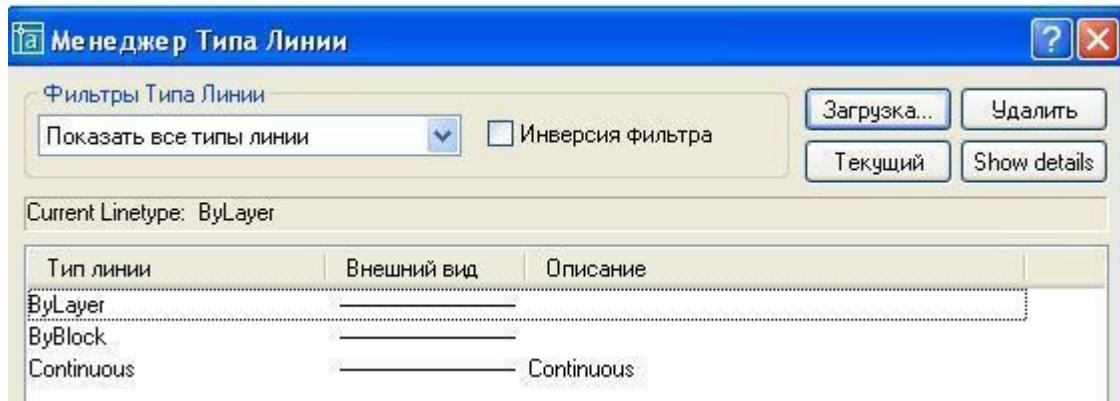 Менеджер Типа Линии
Фильтры Типа Линии
Показать все типы линии
Инверсия фильтра
Загрузка... Удалить
Текущий Show details
Current Linetype: ByLayer
Тип линии Внешний вид Описание
ByLayer
ByBlock
Continuous Continuous